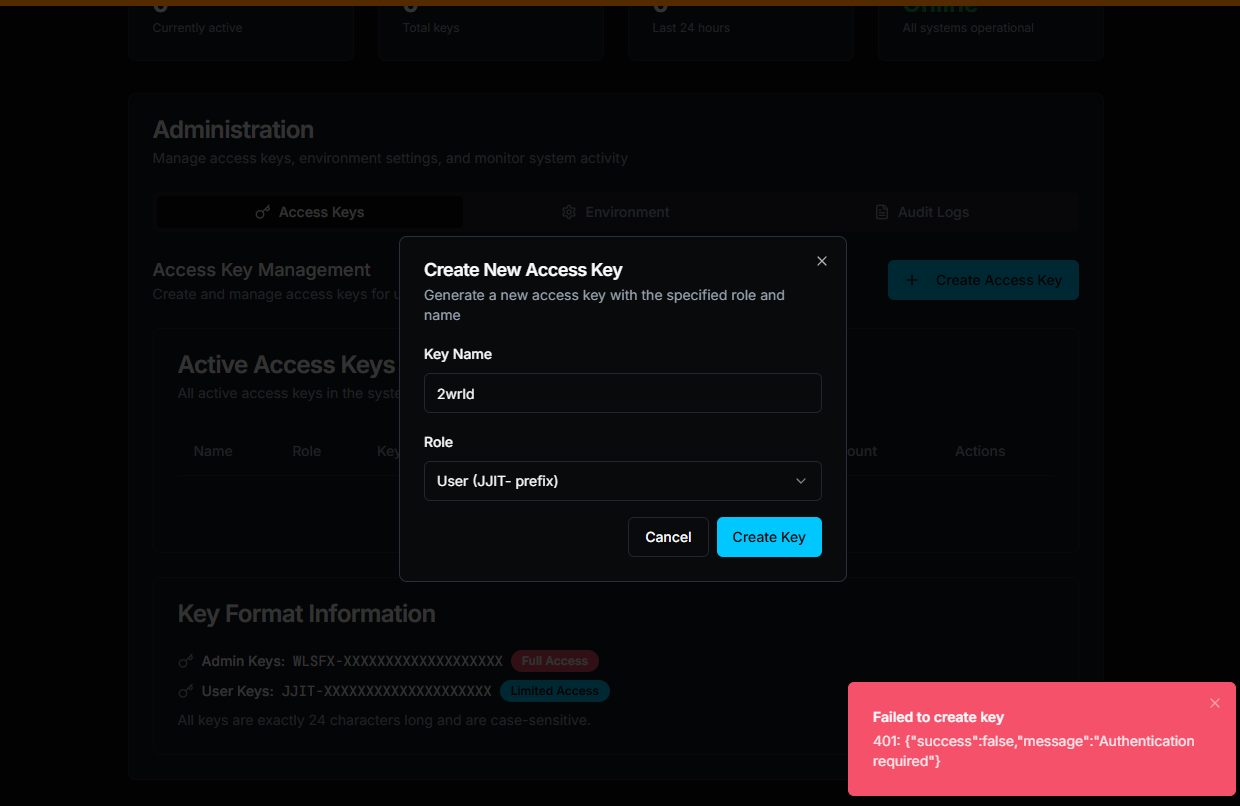 Online
Currently active
Total keys
Last 24 hours
All systems operational
Administration
Manage access keys, environment settings, and monitor system activity
Access Keys
Environment
Audit Logs
Access Key Management
Create and manage access keys for
Create Access Key
Create New Access Key
Generate a new access key with the specified role and
name
Key Name
2wrld
Role
User (JJIT- prefix)
Cancel
Create Key
Active Access Keys
All active access keys in the
Name
Role
Actions
Key Format Information
Admin Keys: WLSFX-XXXXXXXXXXXXXXXXXXX Full Access
User Keys: JJIT-XXXXXXXXXXXXXXXXXXXX Limited Access
All keys are exactly 24 characters long and are case-sensitive.
Failed to create key
401: {"success":false,"message":"Authentication
required"}